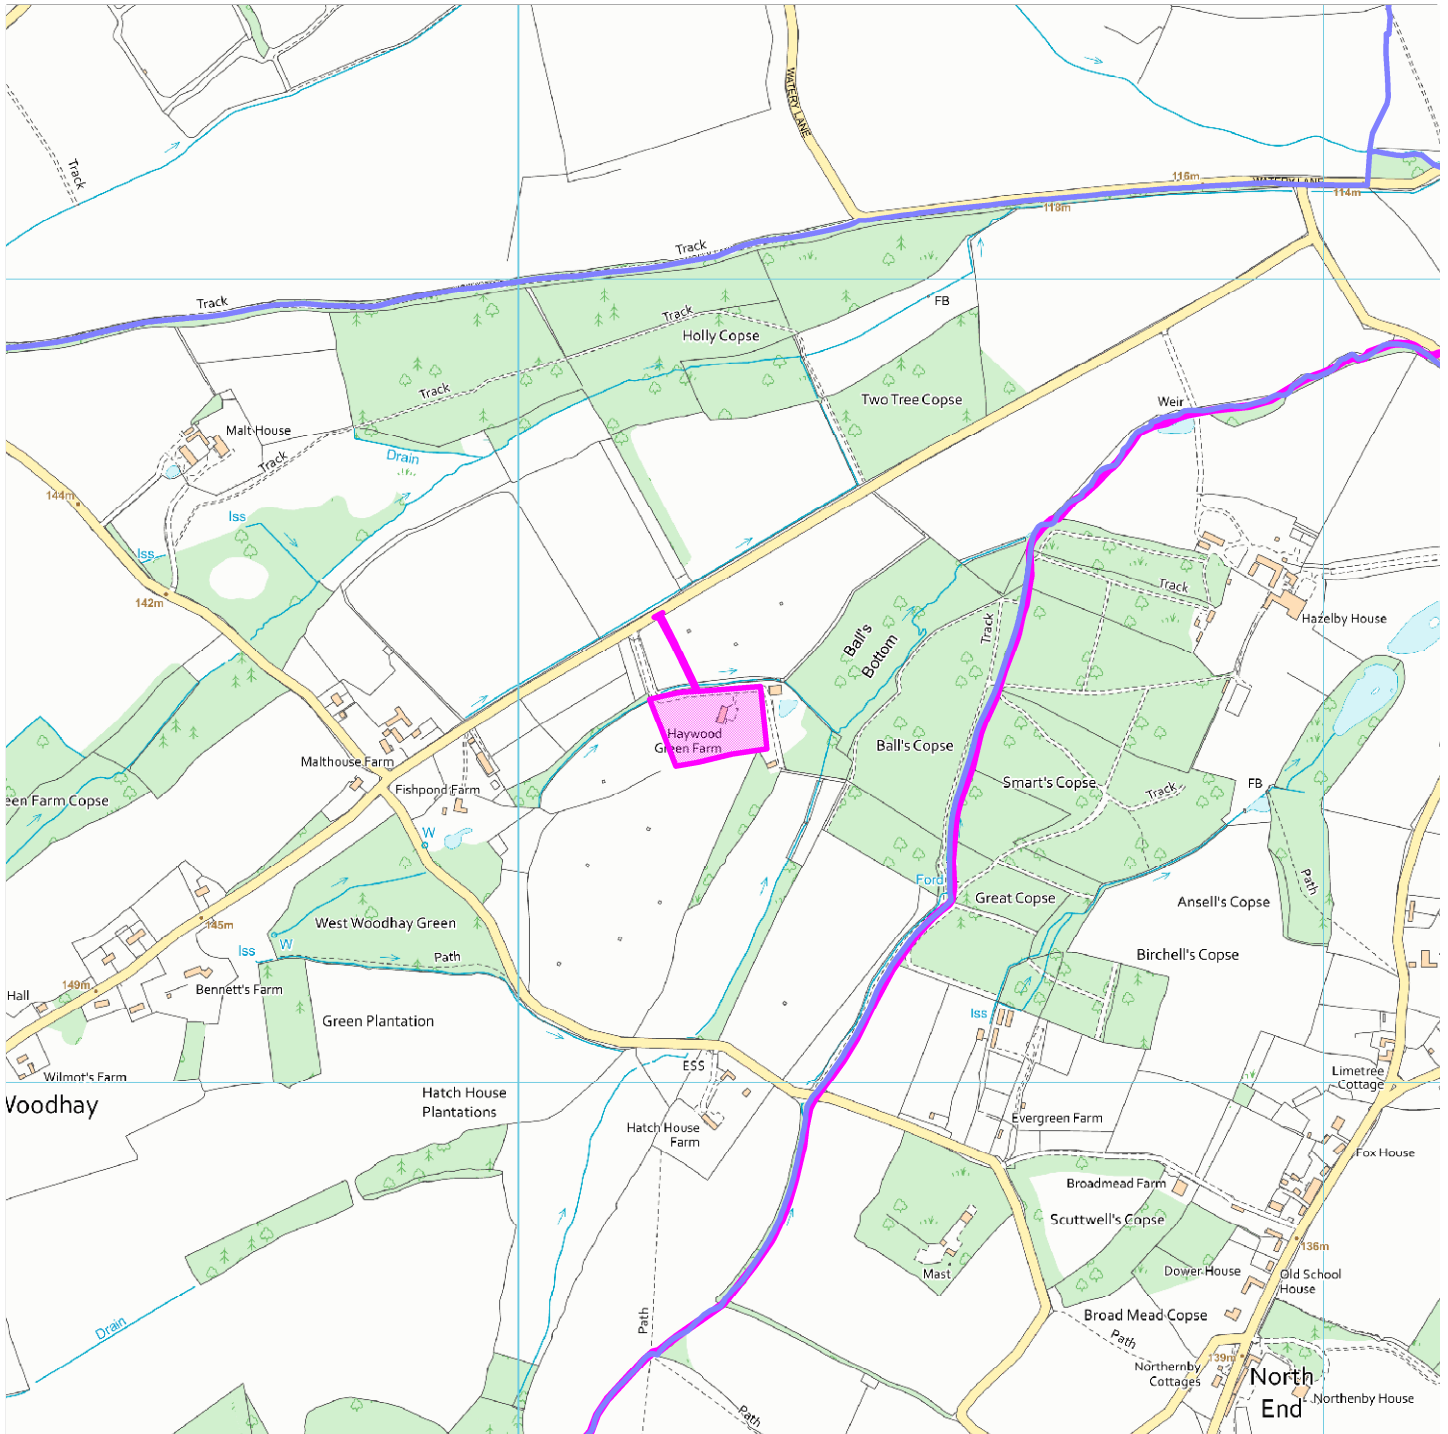 WATERY LANE
Track
116m
WATERY LANE
114m
118m
Track
Track
FB
Track
Holly Copse
Track
Two Tree Copse
Weir
Malt House
Drain
Track
144m
Iss
Iss
142m
Track
Hazelby House
Ball's
Bottom
Track
Haywood
Green Farm
Ball's Copse
Malthouse Farm
Fishpond Farm
Smart's Copse
Track
FB
een Farm Copse
W
Ford
Great Copse
Path
Ansell's Copse
145m
West Woodhay Green
W
Iss
Path
Birchell's Copse
149m
Bennett's Farm
Hall
Iss
Green Plantation
ESS
Wilmot's Farm
Limetree
Cottage
Hatch House
Plantations
Woodhay
Evergreen Farm
Hatch House
Farm
Fox House
Broadmead Farm
Scuttwell's Copse
136m
Mast
Dower House
Old School
House
Broad Mead Copse
Path
Drain
Path
139m
Northernby
Cottages
North
End
Northenby House
Path